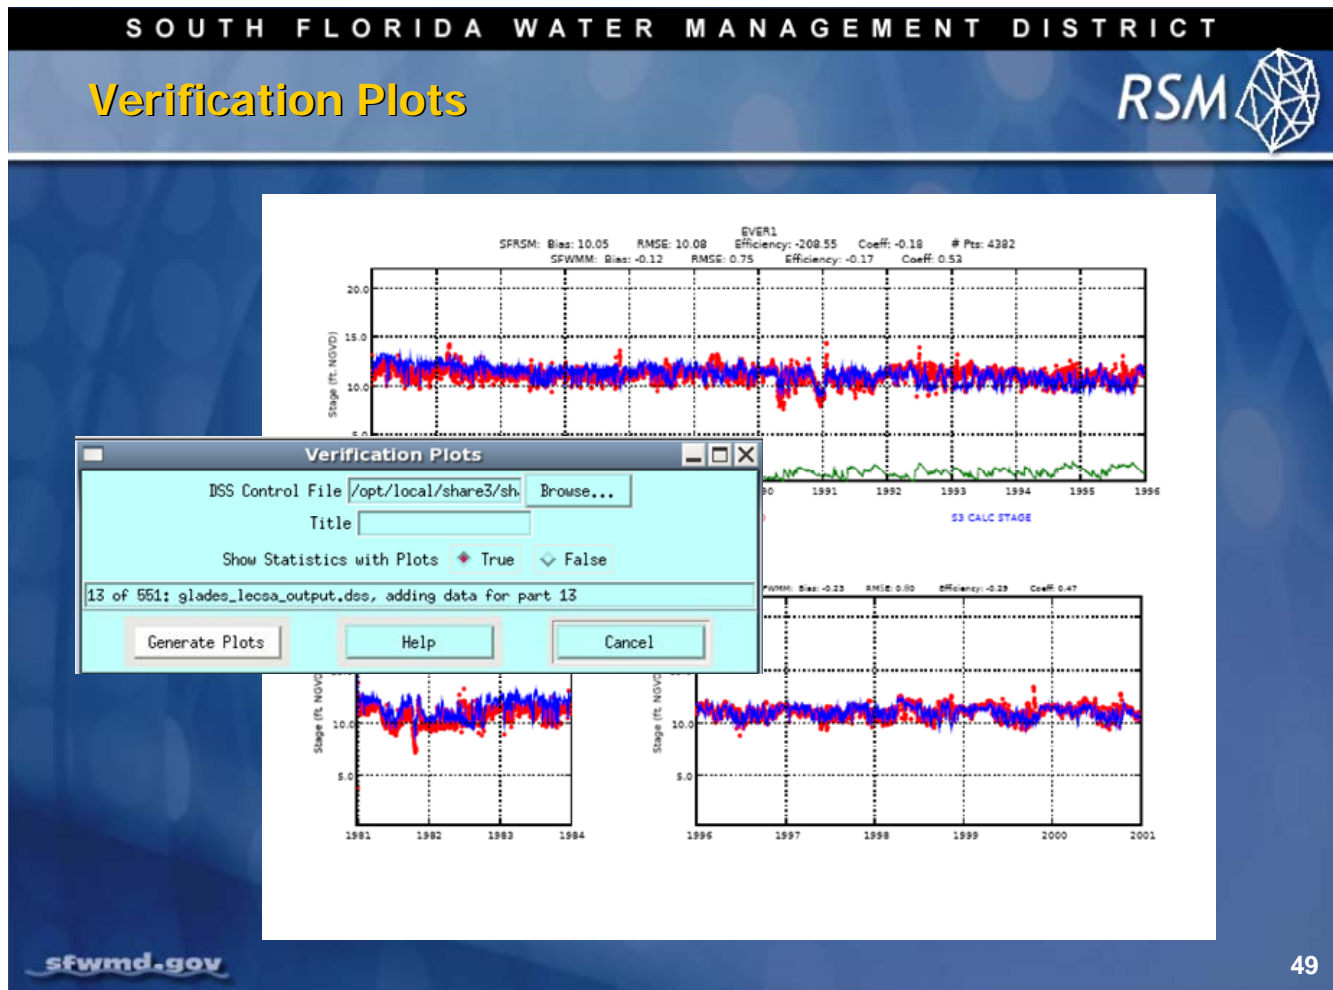 SOUTH FLORIDA WATER MANAGEMENT DISTRICT
Verification Plots
RSM
EVER1
SFRSM: Bias: 10.05 RMSE: 10.08 Efficiency: -208.55 Coeff: -0.18 # Pts: 4382
SFWMM: Bias: -0.12 RMSE: 0.75 Efficiency: -0.17 Coeff: 0.53
20.0
15.0
10.0
Stage (ft. NGVD)
1991 1992 1993 1994 1995 1996
S3 CALC STAGE
Verification Plots
DSS Control File /opt/local/share3/sh Browse...
Title
Show Statistics with Plots True False
13 of 551: glades_lecsa_output.dss, adding data for part 13
Generate Plots Help Cancel
Bias: -0.23 RMSE: 0.80 Efficiency: -0.29 Coeff: 0.47
Stage (ft. NGVD
10.0
5.0
1981 1982 1983 1984
Stage (ft. NGVD
10.0
5.0
1996 1997 1998 1999 2000 2001
sfwmd.gov
49